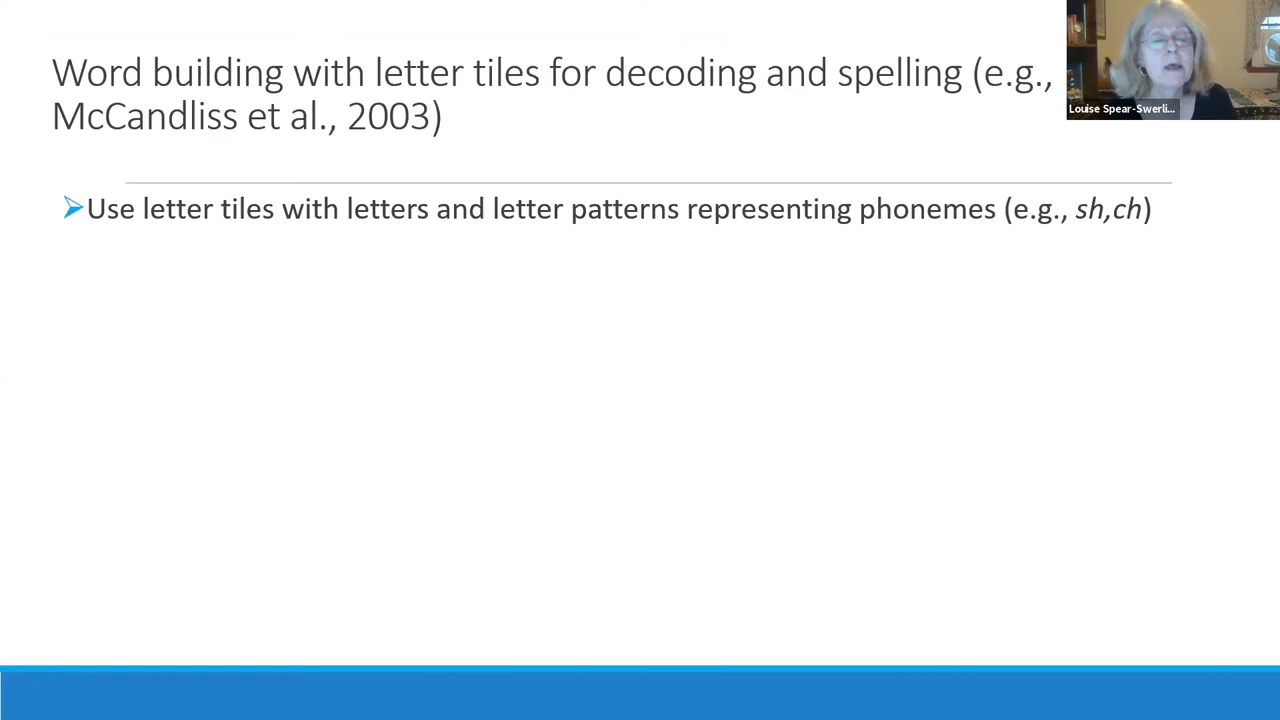 Word building with letter tiles for decoding and spelling (e.g.,
McCandliss et al., 2003)
Louise Spear-Swerli...
➢Use letter tiles with letters and letter patterns representing phonemes (e.g., sh,ch)